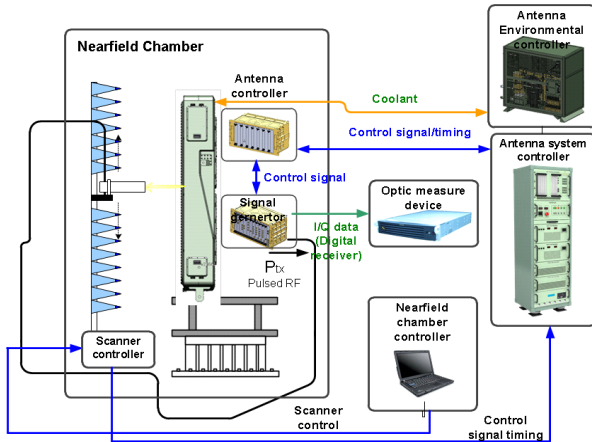 Nearfield Chamber
Antenna
controller
Antenna
Environmental
controller
Coolant
Control signal/timing
Antenna system
controller
Control signal
Signal
gernertor
Optic measure
device
I/Q data
(Digital
receiver)
Ptx
Pulsed RF
Nearfield
chamber
controller
Scanner
controller
Scanner
control
Control
signal timing